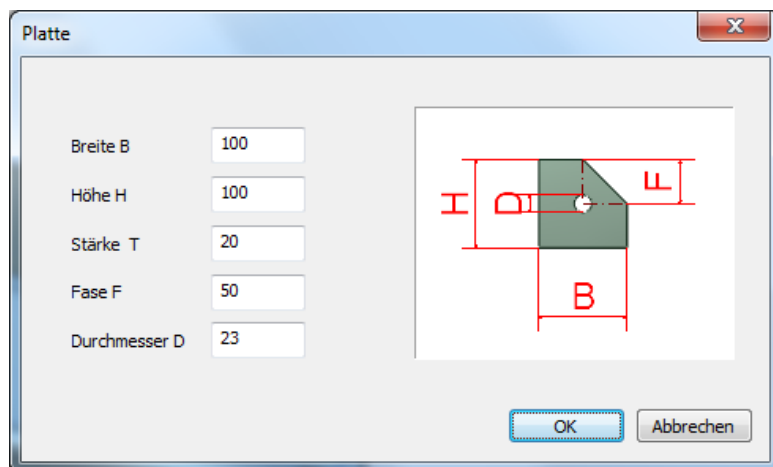 Platte
Breite B 100
Höhe H 100
Stärke T 20
Fase F 50
Durchmesser D 23
H D F
B
OK Abbrechen